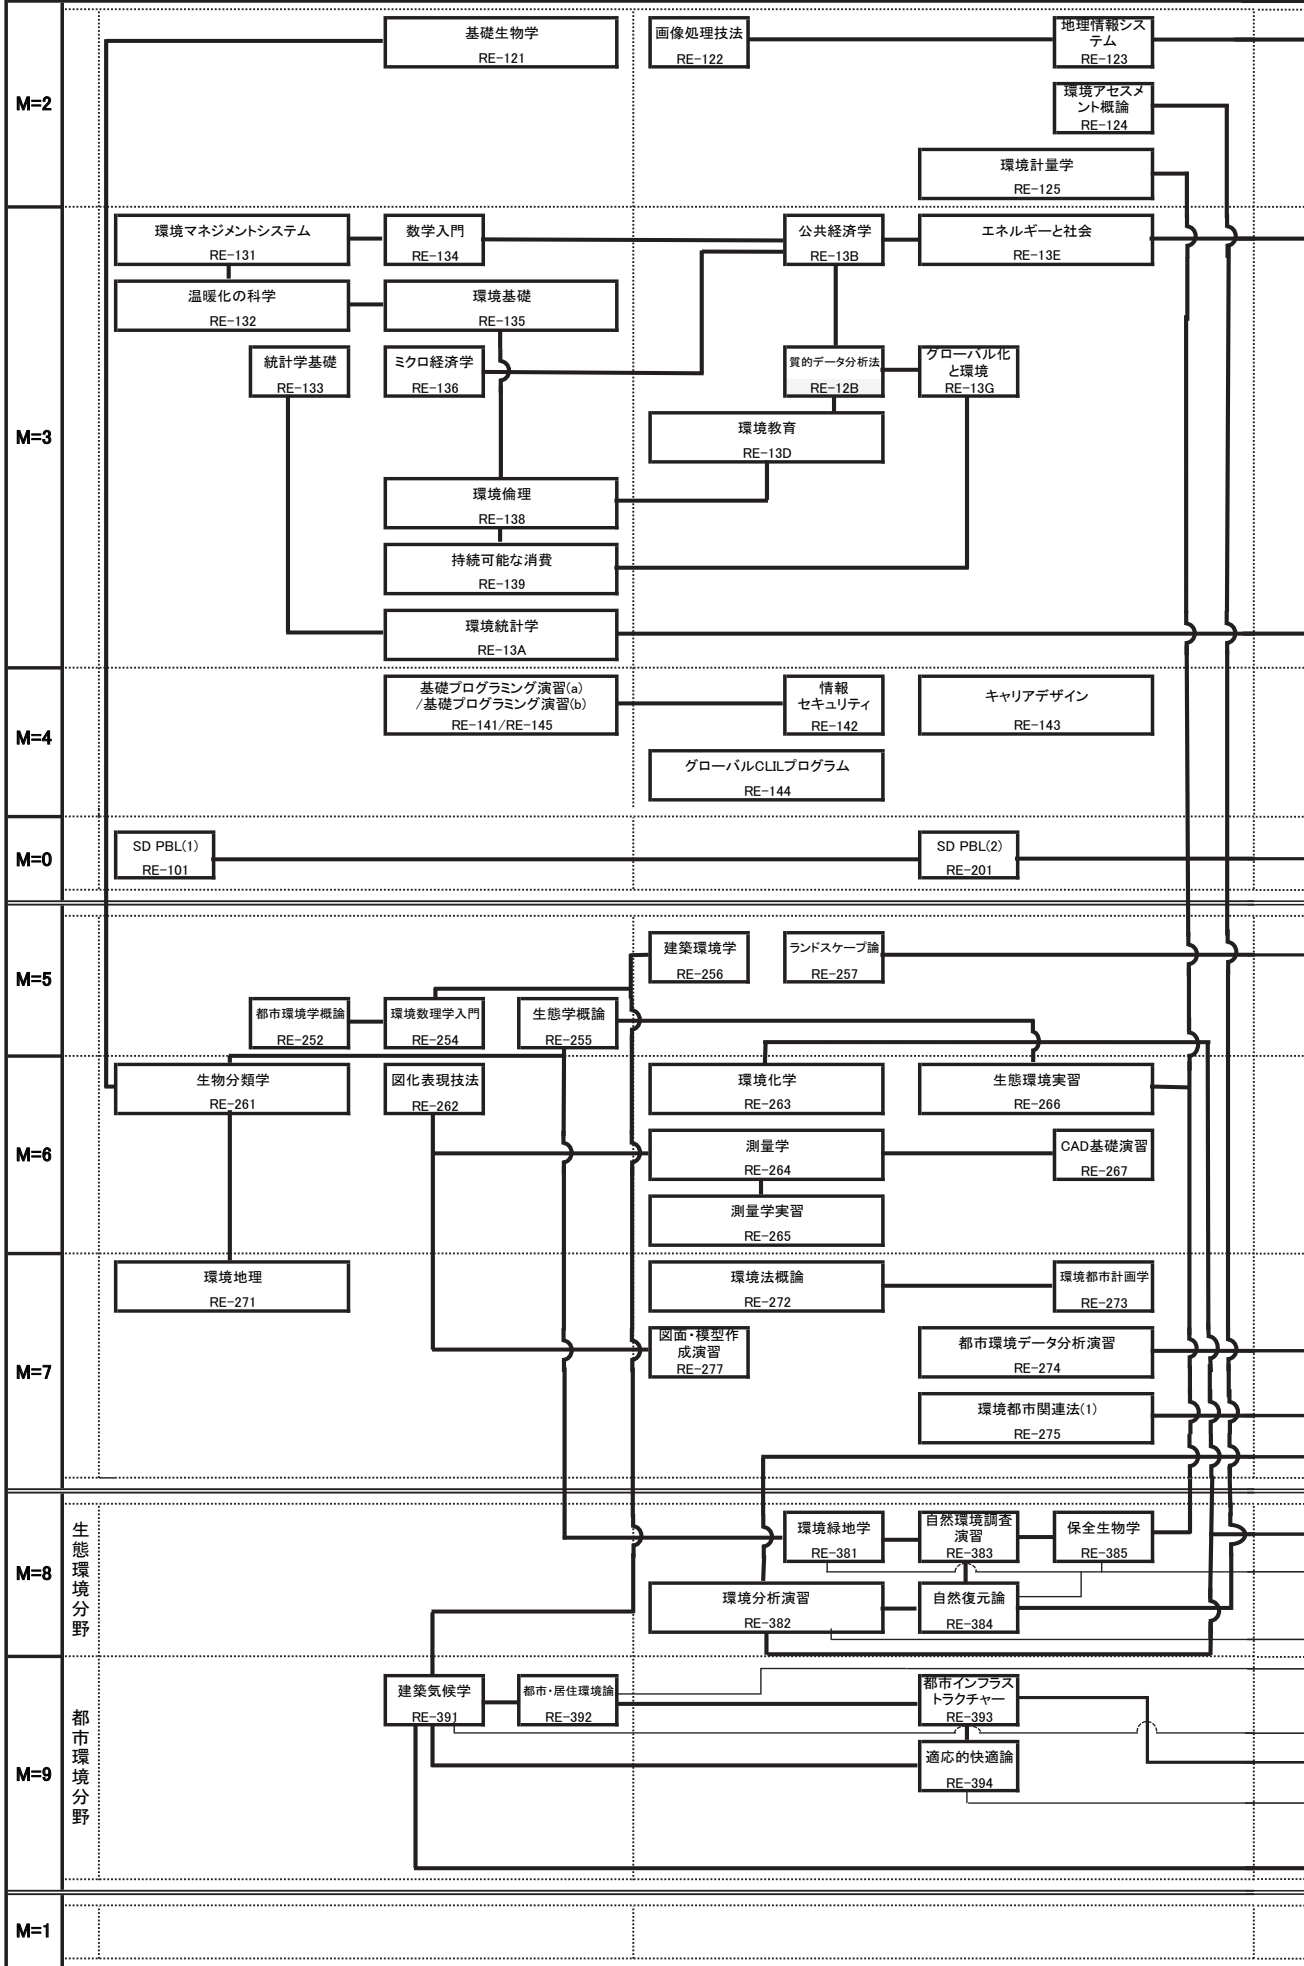 M=2
基礎生物学
RE-121
画像処理技法
RE-122
地理情報シス
テム
RE-123
環境アセスメ
ント概論
RE-124
環境計量学
RE-125
M=3
環境マネジメントシステム
RE-131
数学入門
RE-134
公共経済学
RE-13B
エネルギーと社会
RE-13E
温暖化の科学
RE-132
環境基礎
RE-135
統計学基礎
RE-133
ミクロ経済学
RE-136
質的データ分析法
RE-12B
グローバル化
と環境
RE-13G
環境教育
RE-13D
環境倫理
RE-138
持続可能な消費
RE-139
環境統計学
RE-13A
M=4
基礎プログラミング演習(a)
/基礎プログラミング演習(b)
RE-141/RE-145
情報
セキュリティ
RE-142
キャリアデザイン
RE-143
グローバルCLILプログラム
RE-144
M=0
SD PBL(1)
RE-101
SD PBL(2)
RE-201
M=5
建築環境学
RE-256
ランドスケープ論
RE-257
都市環境学概論
RE-252
環境数理学入門
RE-254
生態学概論
RE-255
M=6
生物分類学
RE-261
図化表現技法
RE-262
環境化学
RE-263
生態環境実習
RE-266
測量学
RE-264
CAD基礎演習
RE-267
測量学実習
RE-265
M=7
環境地理
RE-271
環境法概論
RE-272
環境都市計画学
RE-273
図面・模型作
成演習
RE-277
都市環境データ分析演習
RE-274
環境都市関連法(1)
RE-275
M=8
生態環境分野
環境緑地学
RE-381
自然環境調査
演習
RE-383
保全生物学
RE-385
環境分析演習
RE-382
自然復元論
RE-384
M=9
都市環境分野
建築気候学
RE-391
都市・居住環境論
RE-392
都市インフラス
トラクチャー
RE-393
適応的快適論
RE-394
M=1